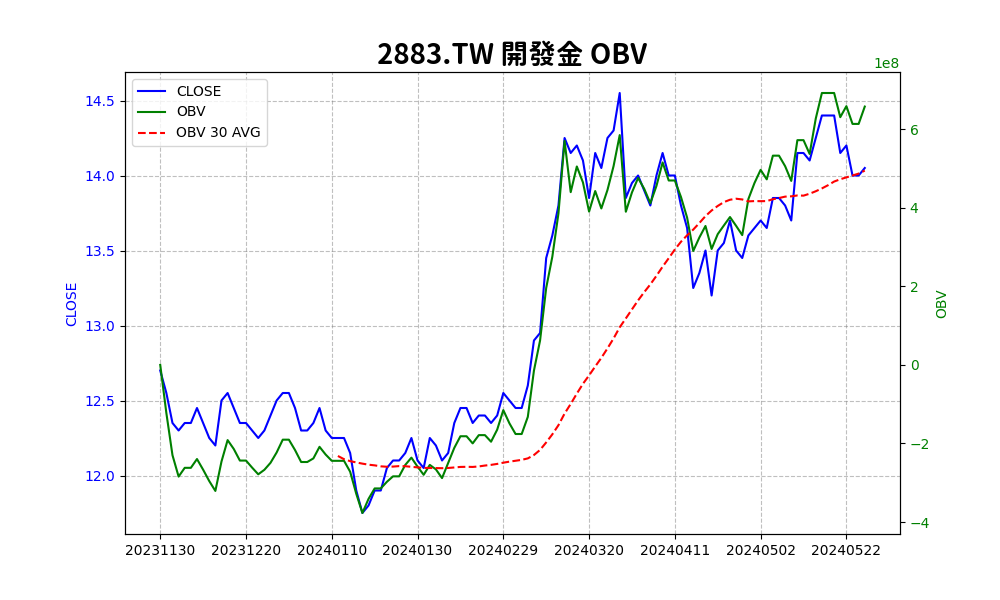 2883.TW 開發金 OBV
1e8
CLOSE
OBV
OBV 30 AVG
14.5
14.0
13.5
13.0
12.5
12.0
CLOSE
6
4
2
0
−2
−4
OBV
20231130 20231220 20240110 20240130 20240229 20240320 20240411 20240502 20240522